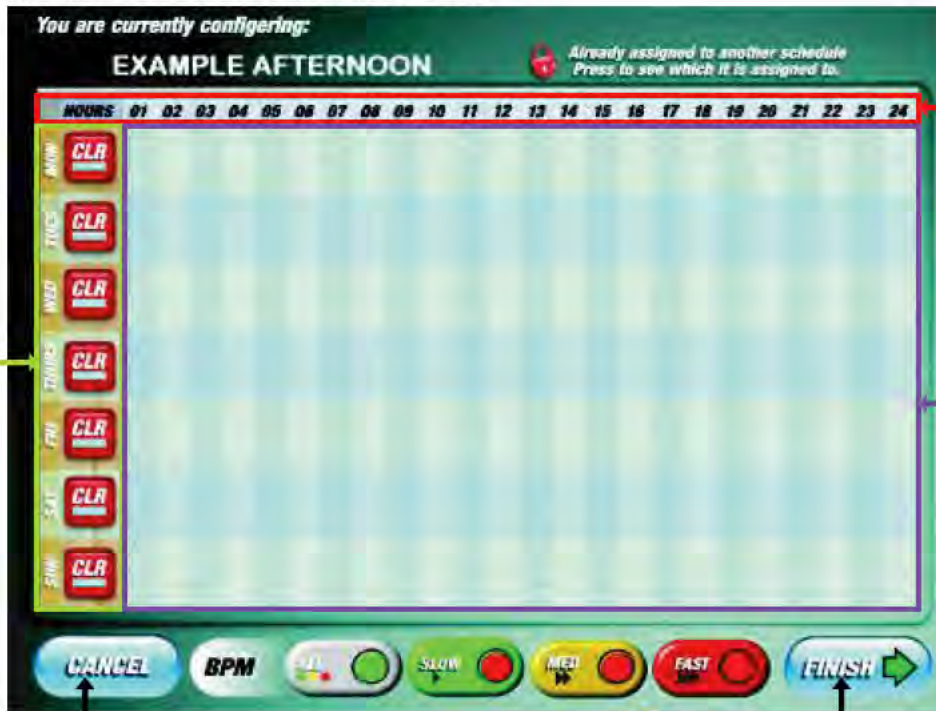 You are currently configering:
EXAMPLE AFTERNOON
Already assigned to another schedule
Press to see which it is assigned to.
HOURS 01 02 03 04 05 06 07 08 09 10 11 12 13 14 15 16 17 18 19 20 21 22 23 24
MON CLR
TUES CLR
WED CLR
THURS CLR
FRI CLR
SAT CLR
SUN CLR
CANCEL BPM ALL SLOW MED FAST FINISH